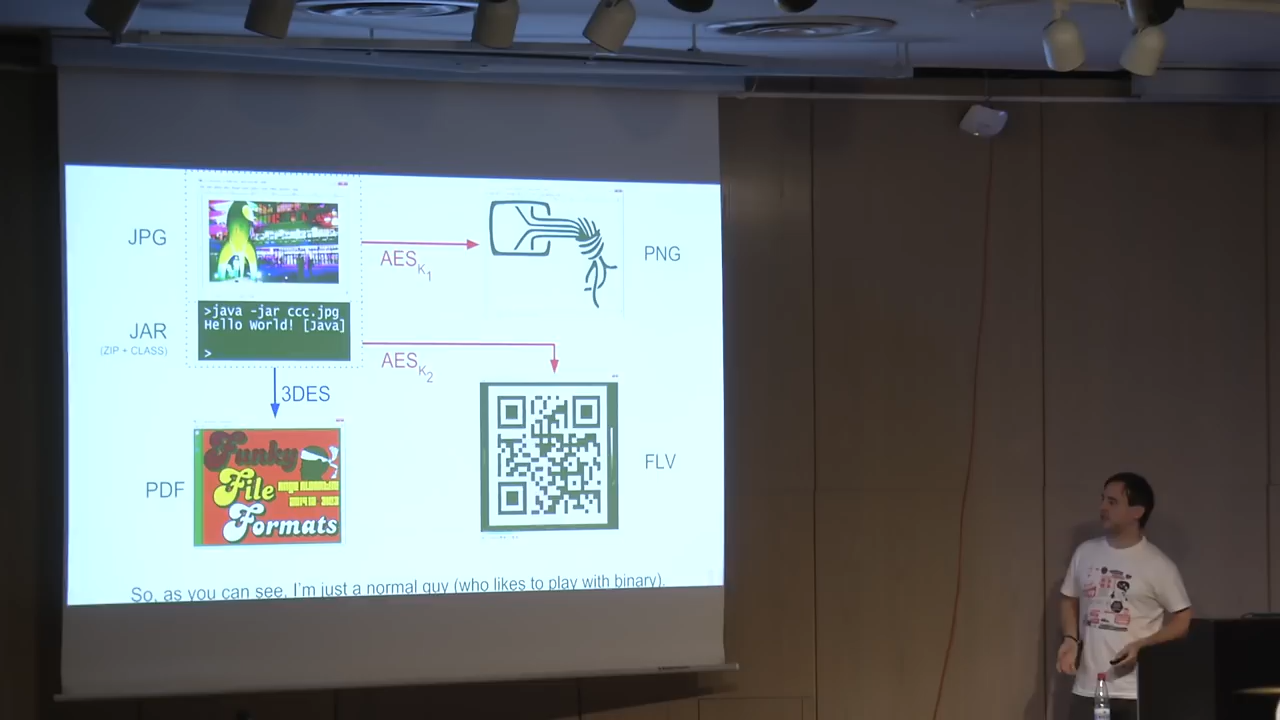 JPG
AES K1
PNG
>java -jar ccc.jpg
Hello World! [Java]
>
JAR
(ZIP + CLASS)
AES K2
3DES
Funky
File
Formats
PDF
FLV
So, as you can see, I'm just a normal guy (who likes to play with binary).